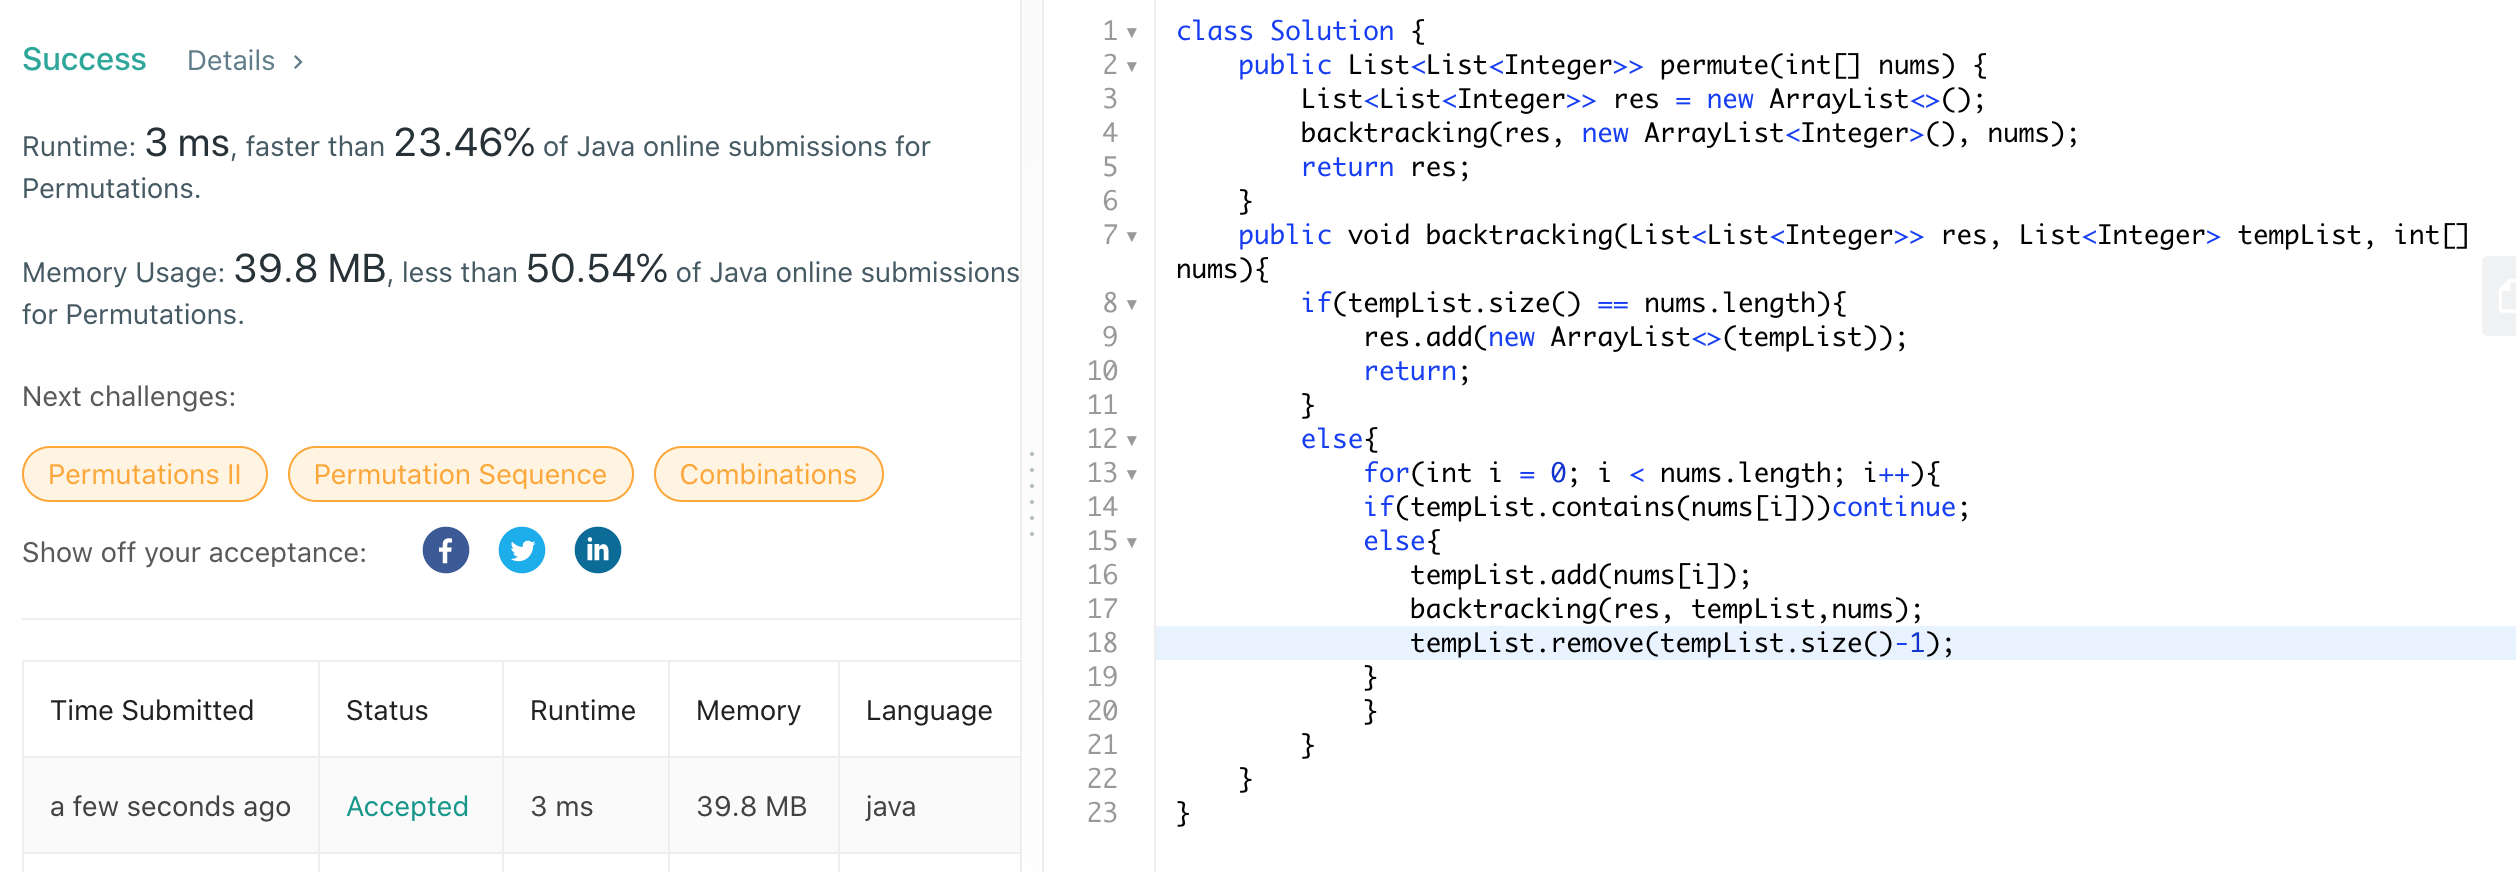 Success Details >
Runtime: 3 ms, faster than 23.46% of Java online submissions for
Permutations.
Memory Usage: 39.8 MB, less than 50.54% of Java online submissions
for Permutations.
Next challenges:
Permutations II Permutation Sequence Combinations
Show off your acceptance: f in
Time Submitted Status Runtime Memory Language
a few seconds ago Accepted 3 ms 39.8 MB java
1 class Solution {
2     public List<List<Integer>> permute(int[] nums) {
3         List<List<Integer>> res = new ArrayList<>();
4         backtracking(res, new ArrayList<Integer>(), nums);
5         return res;
6     }
7     public void backtracking(List<List<Integer>> res, List<Integer> tempList, int[]
nums){
8         if(tempList.size() == nums.length){
9             res.add(new ArrayList<>(tempList));
10             return;
11         }
12         else{
13             for(int i = 0; i < nums.length; i++){
14             if(tempList.contains(nums[i]))continue;
15             else{
16                tempList.add(nums[i]);
17                backtracking(res, tempList,nums);
18                tempList.remove(tempList.size()-1);
19             }
20             }
21         }
22     }
23 }